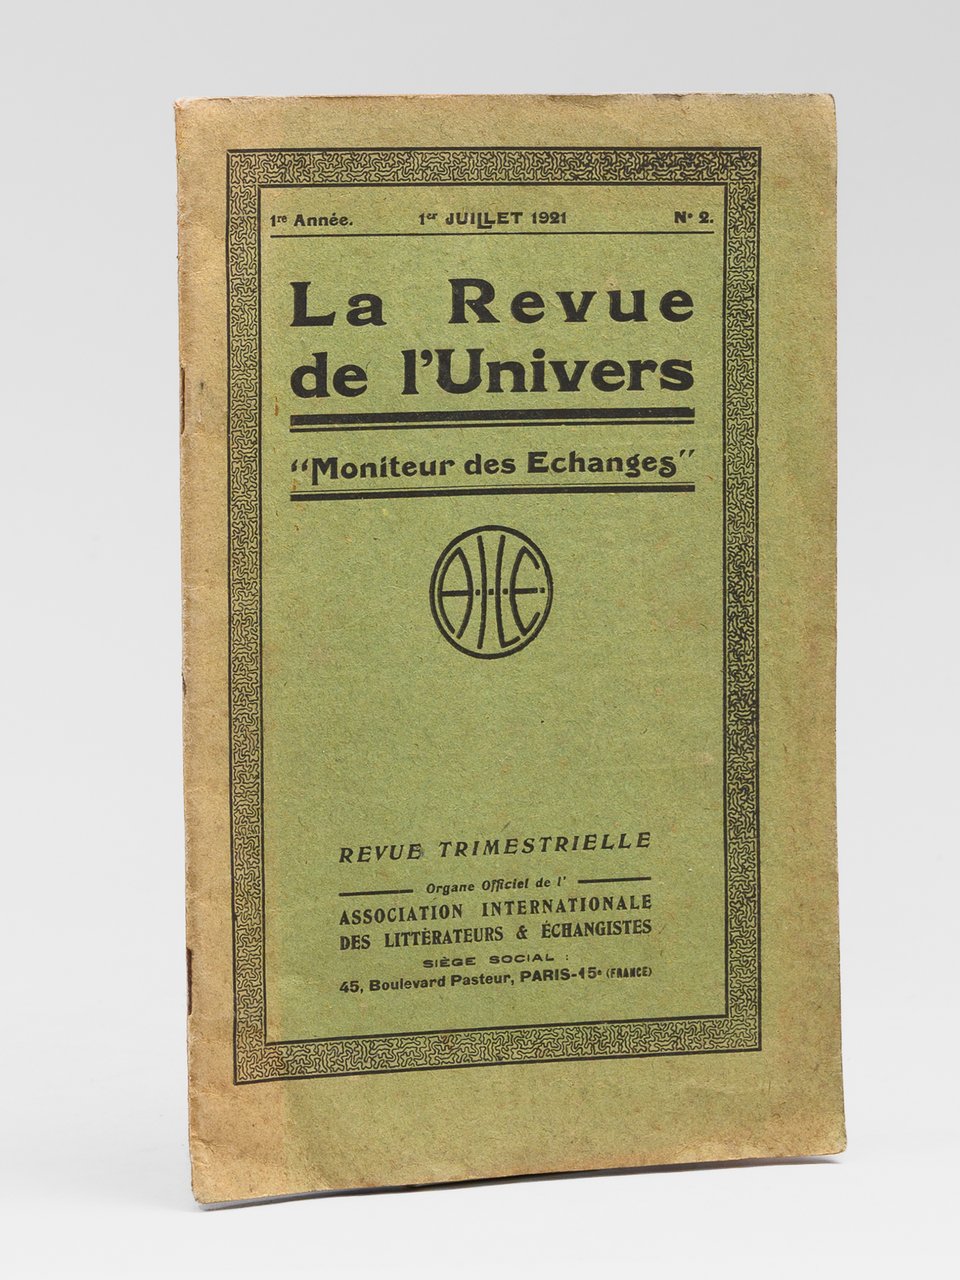 1re Année. 1er JUILLET 1921 No 2.
La Revue
de l'Univers
"Moniteur des Echanges"
A·I·L·E·
REVUE TRIMESTRIELLE
Organe Officiel de l'
ASSOCIATION INTERNATIONALE
DES LITTÉRATEURS & ÉCHANGISTES
SIÈGE SOCIAL :
45, Boulevard Pasteur, PARIS-15e (FRANCE)